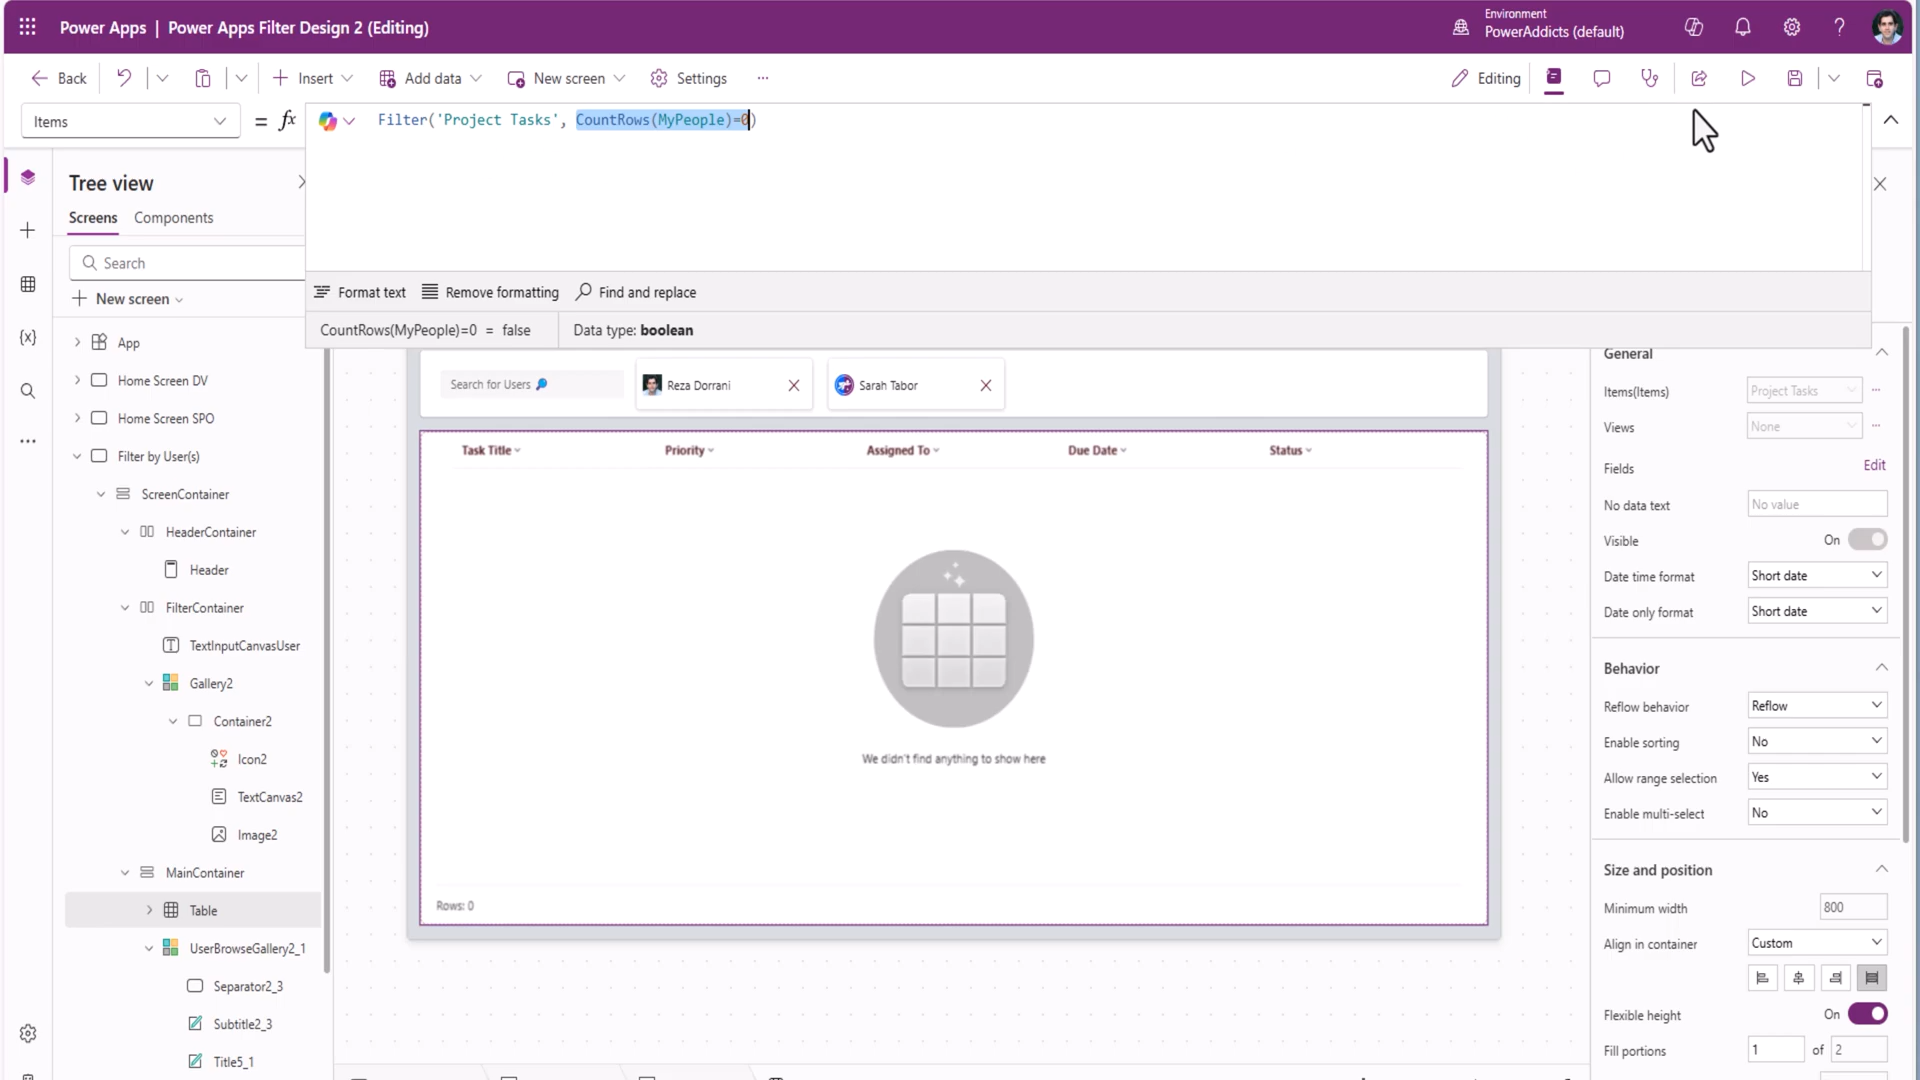 Power Apps | Power Apps Filter Design 2 (Editing)
Environment
PowerAddicts (default)
Back
Insert
Add data
New screen
Settings
Editing
Items
= fx
Filter('Project Tasks', CountRows(MyPeople)=0)
Tree view
Screens
Components
Search
New screen
Format text
Remove formatting
Find and replace
CountRows(MyPeople)=0 = false
Data type: boolean
App
Home Screen DV
Home Screen SPO
Filter by User(s)
ScreenContainer
HeaderContainer
Header
FilterContainer
TextInputCanvasUser
Gallery2
Container2
Icon2
TextCanvas2
Image2
MainContainer
Table
UserBrowseGallery2_1
Separator2_3
Subtitle2_3
Title5_1
Search for Users
Reza Dorrani
Sarah Tabor
Task Title
Priority
Assigned To
Due Date
Status
We didn't find anything to show here
Rows: 0
General
Items(Items)
Project Tasks
Views
None
Fields
Edit
No data text
No value
Visible
On
Date time format
Short date
Date only format
Short date
Behavior
Reflow behavior
Reflow
Enable sorting
No
Allow range selection
Yes
Enable multi-select
No
Size and position
Minimum width
800
Align in container
Custom
Flexible height
On
Fill portions
1 of 2